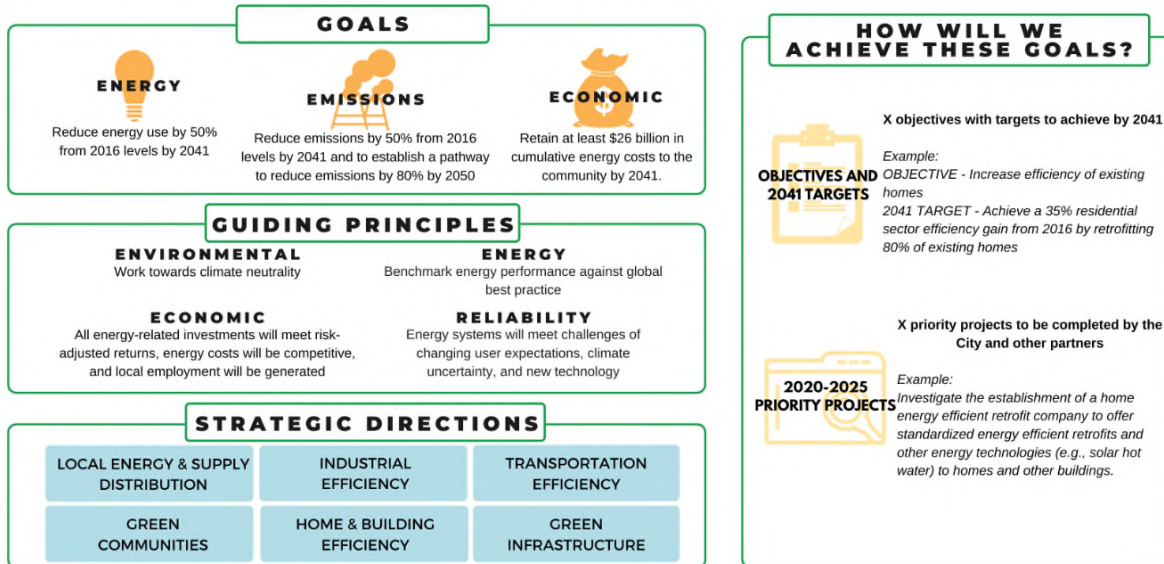 GOALS
ENERGY
Reduce energy use by 50%
from 2016 levels by 2041
EMISSIONS
Reduce emissions by 50% from 2016
levels by 2041 and to establish a pathway
to reduce emissions by 80% by 2050
ECONOMIC
$
Retain at least $26 billion in
cumulative energy costs to the
community by 2041.
GUIDING PRINCIPLES
ENVIRONMENTAL
Work towards climate neutrality
ENERGY
Benchmark energy performance against global
best practice
ECONOMIC
All energy-related investments will meet risk-
adjusted returns, energy costs will be competitive,
and local employment will be generated
RELIABILITY
Energy systems will meet challenges of
changing user expectations, climate
uncertainty, and new technology
STRATEGIC DIRECTIONS
LOCAL ENERGY & SUPPLY
DISTRIBUTION
INDUSTRIAL
EFFICIENCY
TRANSPORTATION
EFFICIENCY
GREEN
COMMUNITIES
HOME & BUILDING
EFFICIENCY
GREEN
INFRASTRUCTURE
HOW WILL WE
ACHIEVE THESE GOALS?
OBJECTIVES AND
2041 TARGETS
X objectives with targets to achieve by 2041
Example:
OBJECTIVE - Increase efficiency of existing
homes
2041 TARGET - Achieve a 35% residential
sector efficiency gain from 2016 by retrofitting
80% of existing homes
2020-2025
PRIORITY PROJECTS
X priority projects to be completed by the
City and other partners
Example:
Investigate the establishment of a home
energy efficient retrofit company to offer
standardized energy efficient retrofits and
other energy technologies (e.g., solar hot
water) to homes and other buildings.